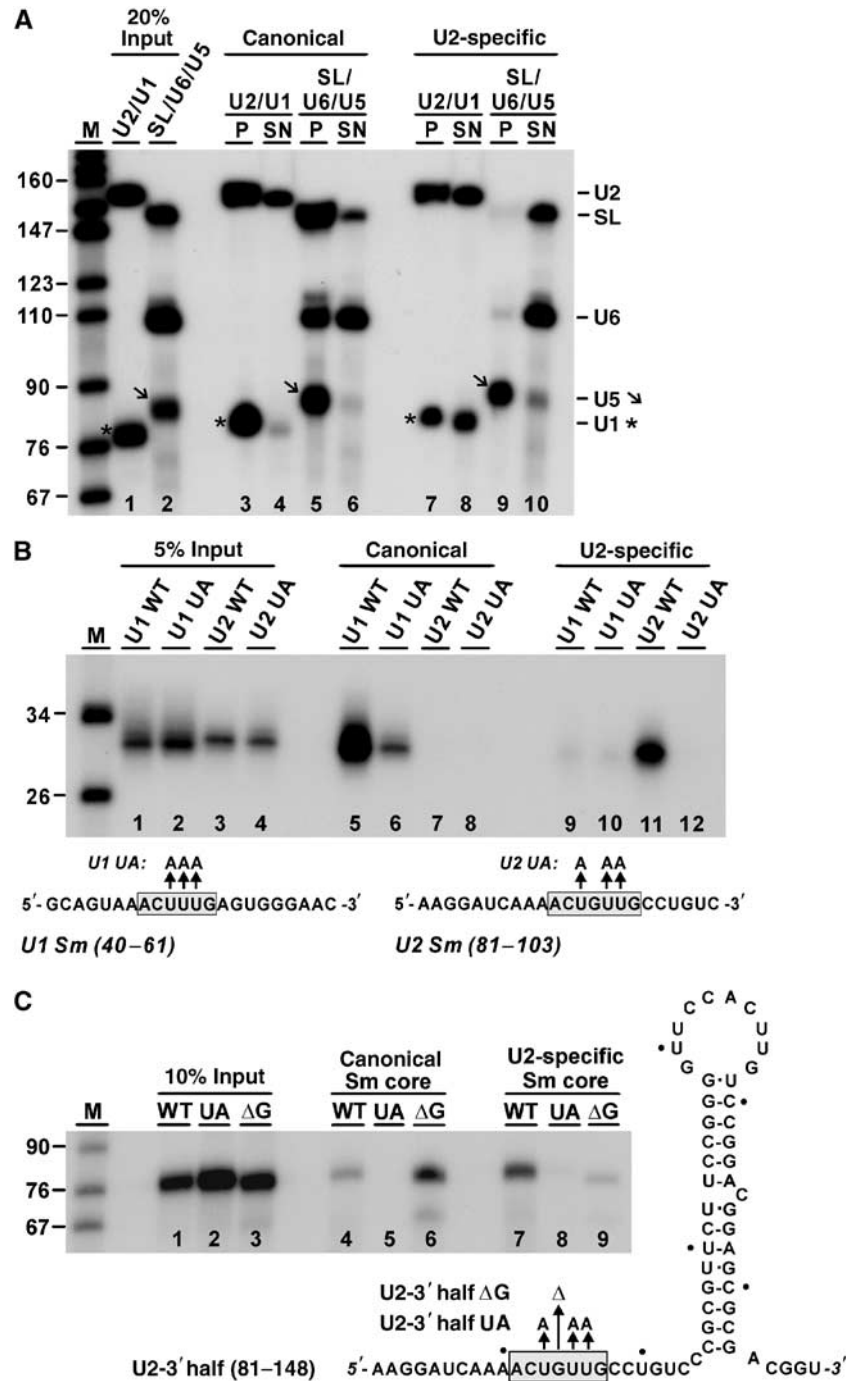 A
20%
Input
Canonical
U2-specific
SL/
SL/
U2/U1
SL/U6/U5
U2/U1
U6/U5
U2/U1
U6/U5
M
P
SN
P
SN
P
SN
P
SN
160
147
123
110
90
76
67
U2
SL
U6
U5 ↘
U1 *
*
*
*
1 2 3 4 5 6 7 8 9 10
B
5% Input
Canonical
U2-specific
M
U1 WT
U1 UA
U2 WT
U2 UA
U1 WT
U1 UA
U2 WT
U2 UA
U1 WT
U1 UA
U2 WT
U2 UA
34
26
1 2 3 4 5 6 7 8 9 10 11 12
U1 UA: AAA
U2 UA: A AA
5′- GCAGUAAACUUUGAGUGGGAAC -3′
5′- AAGGAUCAAAACUGUUGCCUGUC -3′
U1 Sm (40–61)
U2 Sm (81–103)
C
10% Input
Canonical
Sm core
U2-specific
Sm core
M
WT UA ΔG
WT UA ΔG
WT UA ΔG
90
76
67
1 2 3 4 5 6 7 8 9
U2-3′ half ΔG Δ
U2-3′ half UA A AA
U2-3′ half (81–148)
5′- AAGGAUCAAAACUGUUGCCUGUCC
ACGGU-3′